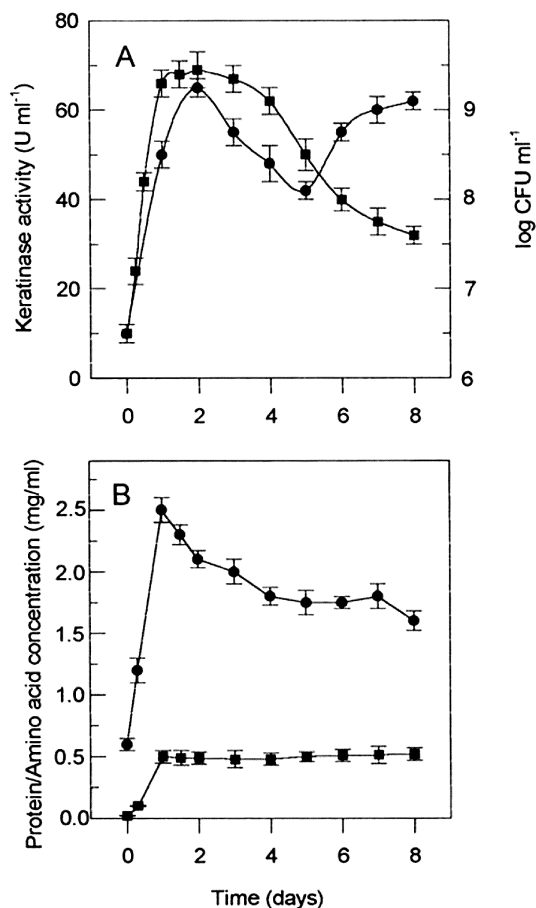 A
Keratinase activity (U ml⁻¹)
80
60
40
20
0
9
8
7
6
log CFU ml⁻¹
0 2 4 6 8
B
Protein/Amino acid concentration (mg/ml)
2.5
2.0
1.5
1.0
0.5
0.0
0 2 4 6 8
Time (days)